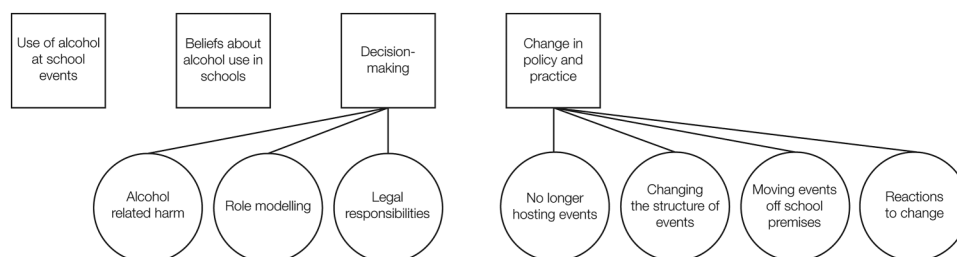 Use of alcohol
at school
events
Beliefs about
alcohol use in
schools
Decision-
making
Change in
policy and
practice
Alcohol
related harm
Role modelling
Legal
responsibilities
No longer
hosting events
Changing
the structure of
events
Moving events
off school
premises
Reactions
to change